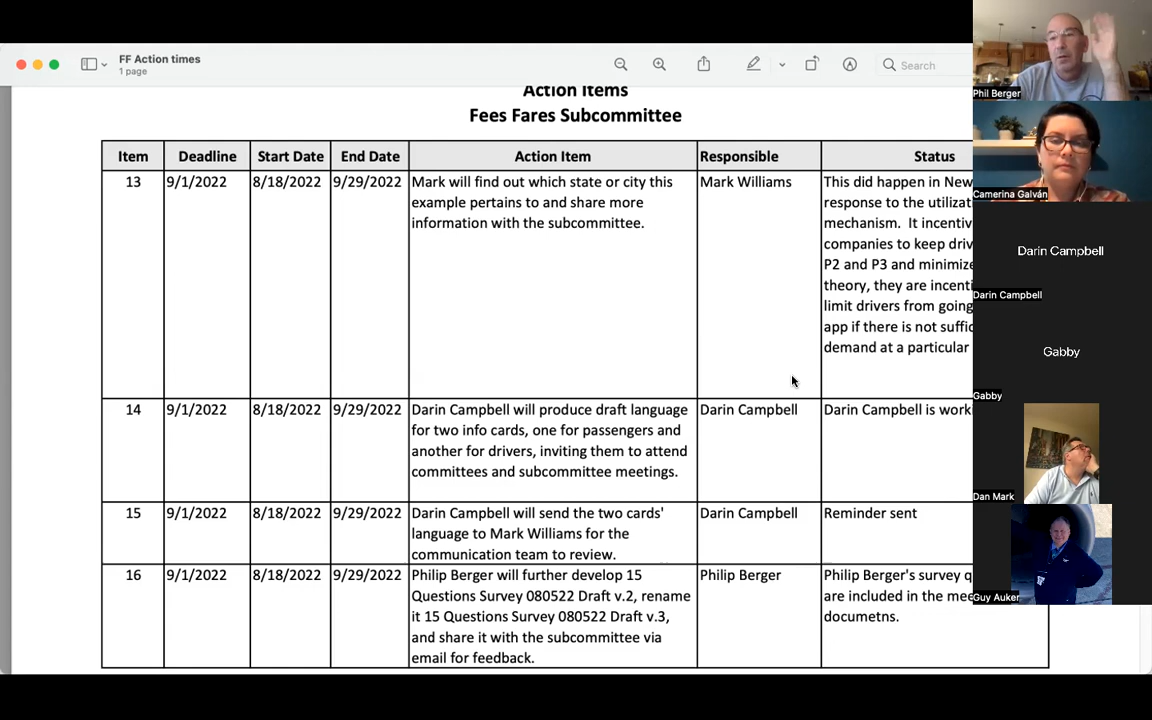 FF Action times
1 page
Search
Action Items
Fees Fares Subcommittee
Item Deadline Start Date End Date Action Item Responsible Status
13 9/1/2022 8/18/2022 9/29/2022 Mark will find out which state or city this Mark Williams This did happen in New
example pertains to and share more response to the
information with the subcommittee. mechanism. It
companies to keep
P2 and P3 and
theory, they are
limit drivers from going
app if there is not
demand at a particular
14 9/1/2022 8/18/2022 9/29/2022 Darin Campbell will produce draft language Darin Campbell Darin Campbell is
for two info cards, one for passengers and
another for drivers, inviting them to attend
committees and subcommittee meetings.
15 9/1/2022 8/18/2022 9/29/2022 Darin Campbell will send the two cards' Darin Campbell Reminder sent
language to Mark Williams for the
communication team to review.
16 9/1/2022 8/18/2022 9/29/2022 Philip Berger will further develop 15 Philip Berger Philip Berger's survey
Questions Survey 080522 Draft v.2, rename are included in the
it 15 Questions Survey 080522 Draft v.3, documetns.
and share it with the subcommittee via
email for feedback.
Phil Berger
Camerina Galván
Darin Campbell
Darin Campbell
Gabby
Gabby
Dan Mark
Guy Auker